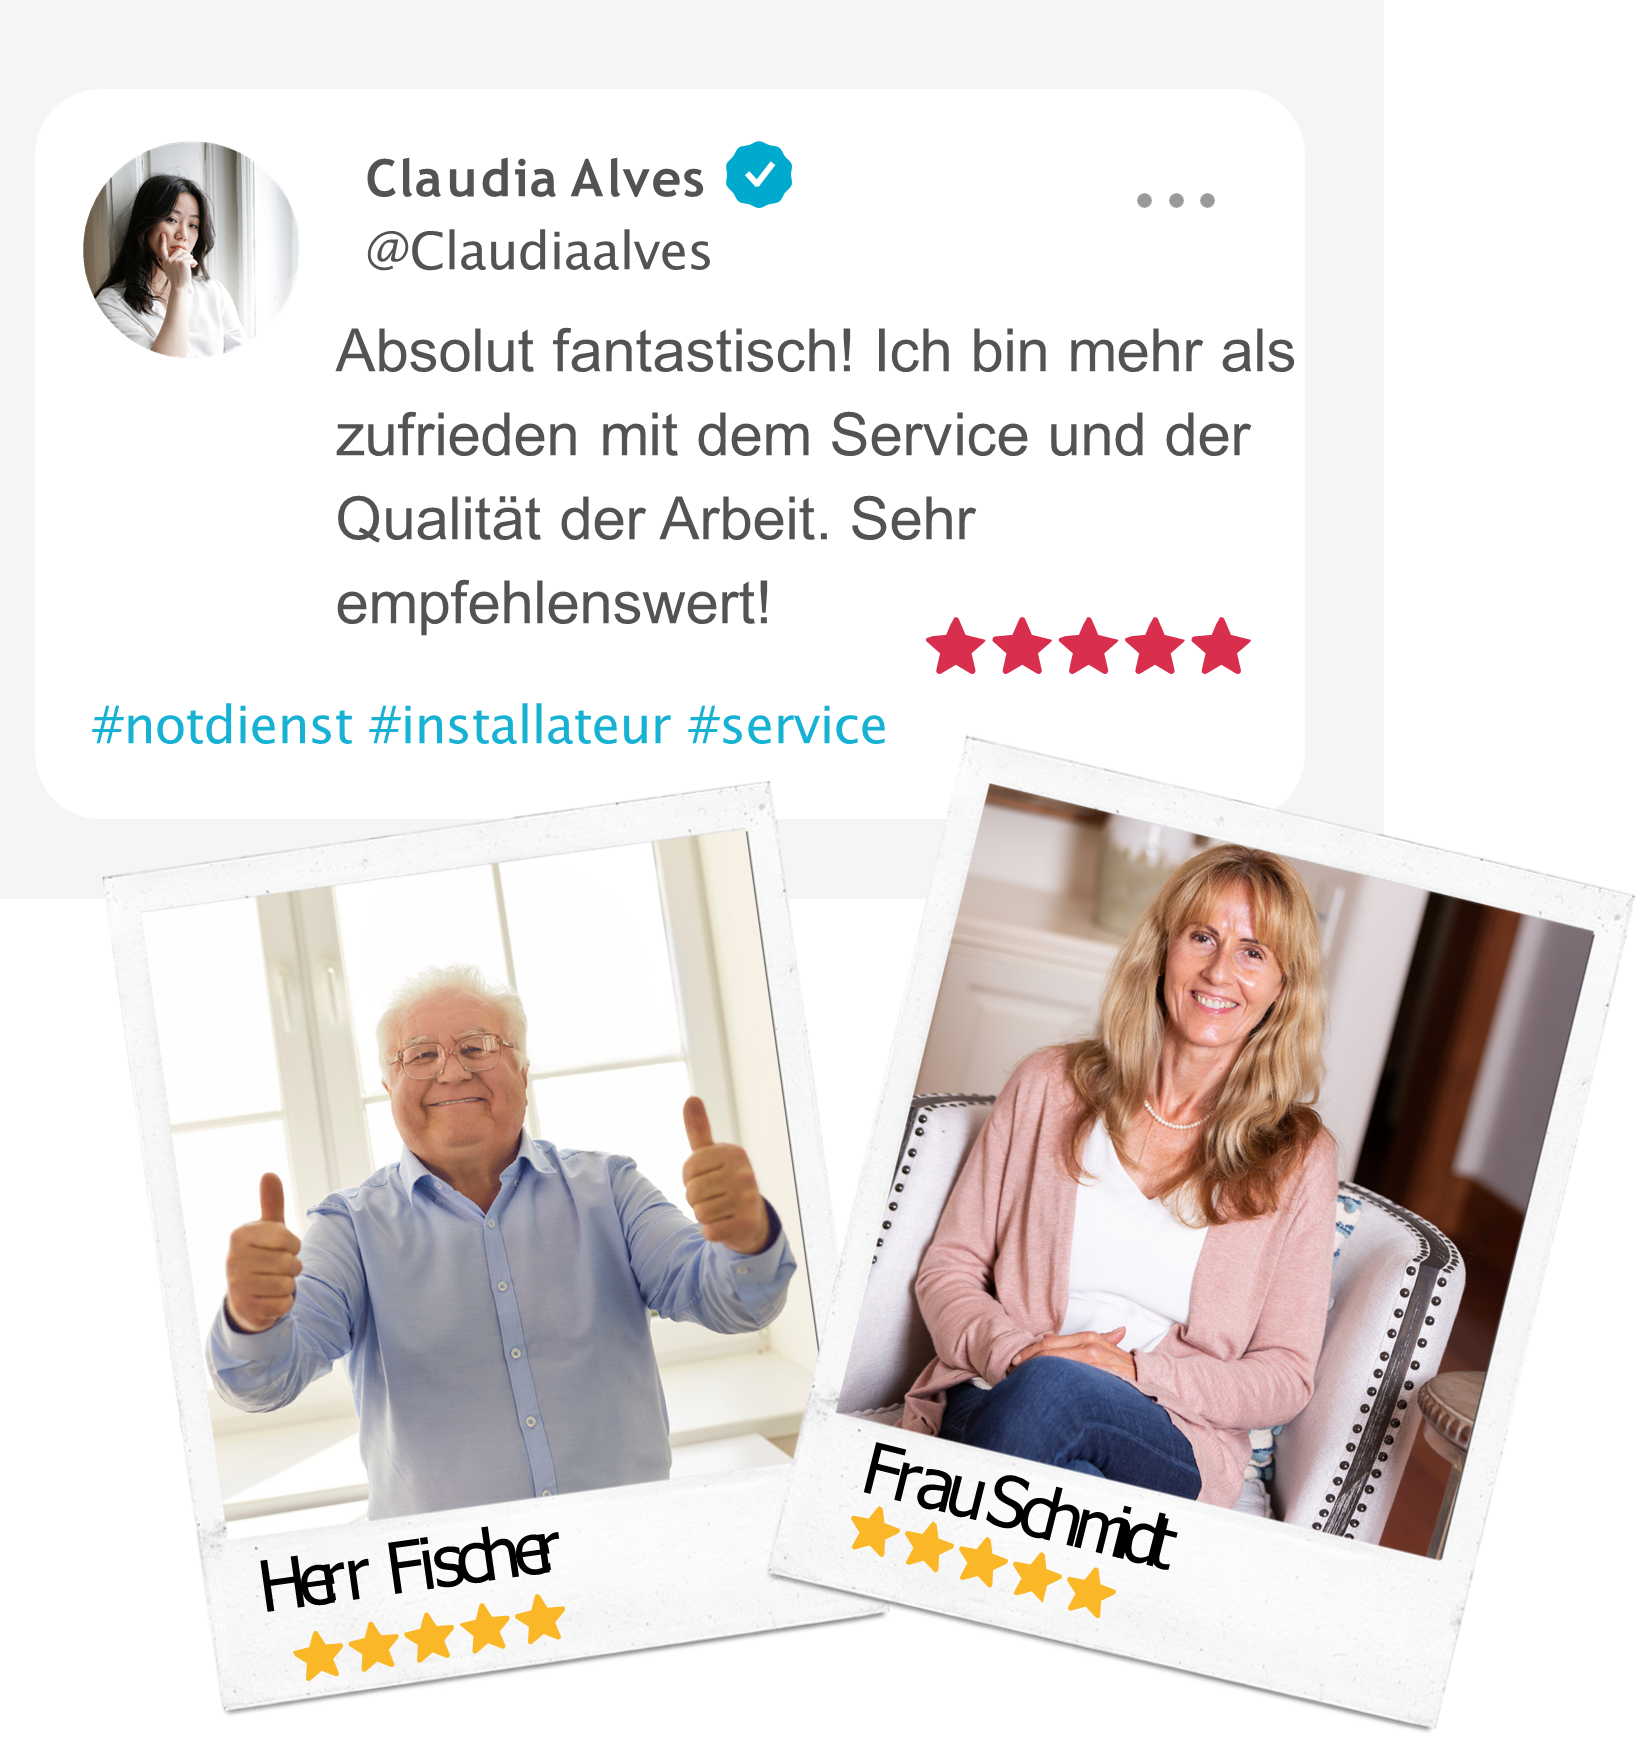 Claudia Alves
@Claudiaalves
Absolut fantastisch! Ich bin mehr als
zufrieden mit dem Service und der
Qualität der Arbeit. Sehr
empfehlenswert!
#notdienst #installateur #service
Herr Fischer
Frau Schmidt